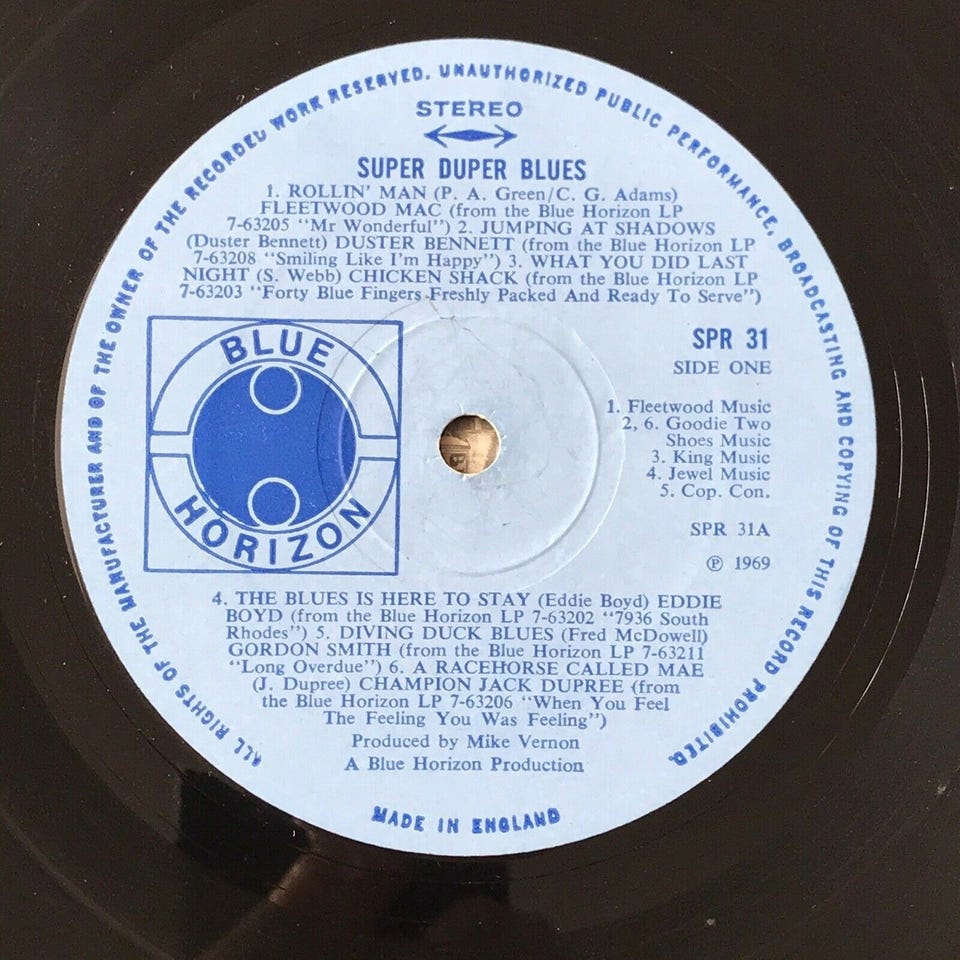 ALL RIGHTS OF THE MANUFACTURER AND OF THE OWNER OF THE RECORDED WORK RESERVED. UNAUTHORIZED PUBLIC PERFORMANCE, BROADCASTING AND COPYING OF THIS RECORD PROHIBITED.
STEREO
SUPER DUPER BLUES
1. ROLLIN' MAN (P. A. Green/C. G. Adams)
FLEETWOOD MAC (from the Blue Horizon LP
7-63205 "Mr Wonderful") 2. JUMPING AT SHADOWS
(Duster Bennett) DUSTER BENNETT (from the Blue Horizon LP
7-63208 "Smiling Like I'm Happy") 3. WHAT YOU DID LAST
NIGHT (S. Webb) CHICKEN SHACK (from the Blue Horizon LP
7-63203 "Forty Blue Fingers Freshly Packed And Ready To Serve")
BLUE
HORIZON
SPR 31
SIDE ONE
1. Fleetwood Music
2, 6. Goodie Two
Shoes Music
3. King Music
4. Jewel Music
5. Cop. Con.
SPR 31A
℗ 1969
4. THE BLUES IS HERE TO STAY (Eddie Boyd) EDDIE
BOYD (from the Blue Horizon LP 7-63202 "7936 South
Rhodes") 5. DIVING DUCK BLUES (Fred McDowell)
GORDON SMITH (from the Blue Horizon LP 7-63211
"Long Overdue") 6. A RACEHORSE CALLED MAE
(J. Dupree) CHAMPION JACK DUPREE (from
the Blue Horizon LP 7-63206 "When You Feel
The Feeling You Was Feeling")
Produced by Mike Vernon
A Blue Horizon Production
MADE IN ENGLAND